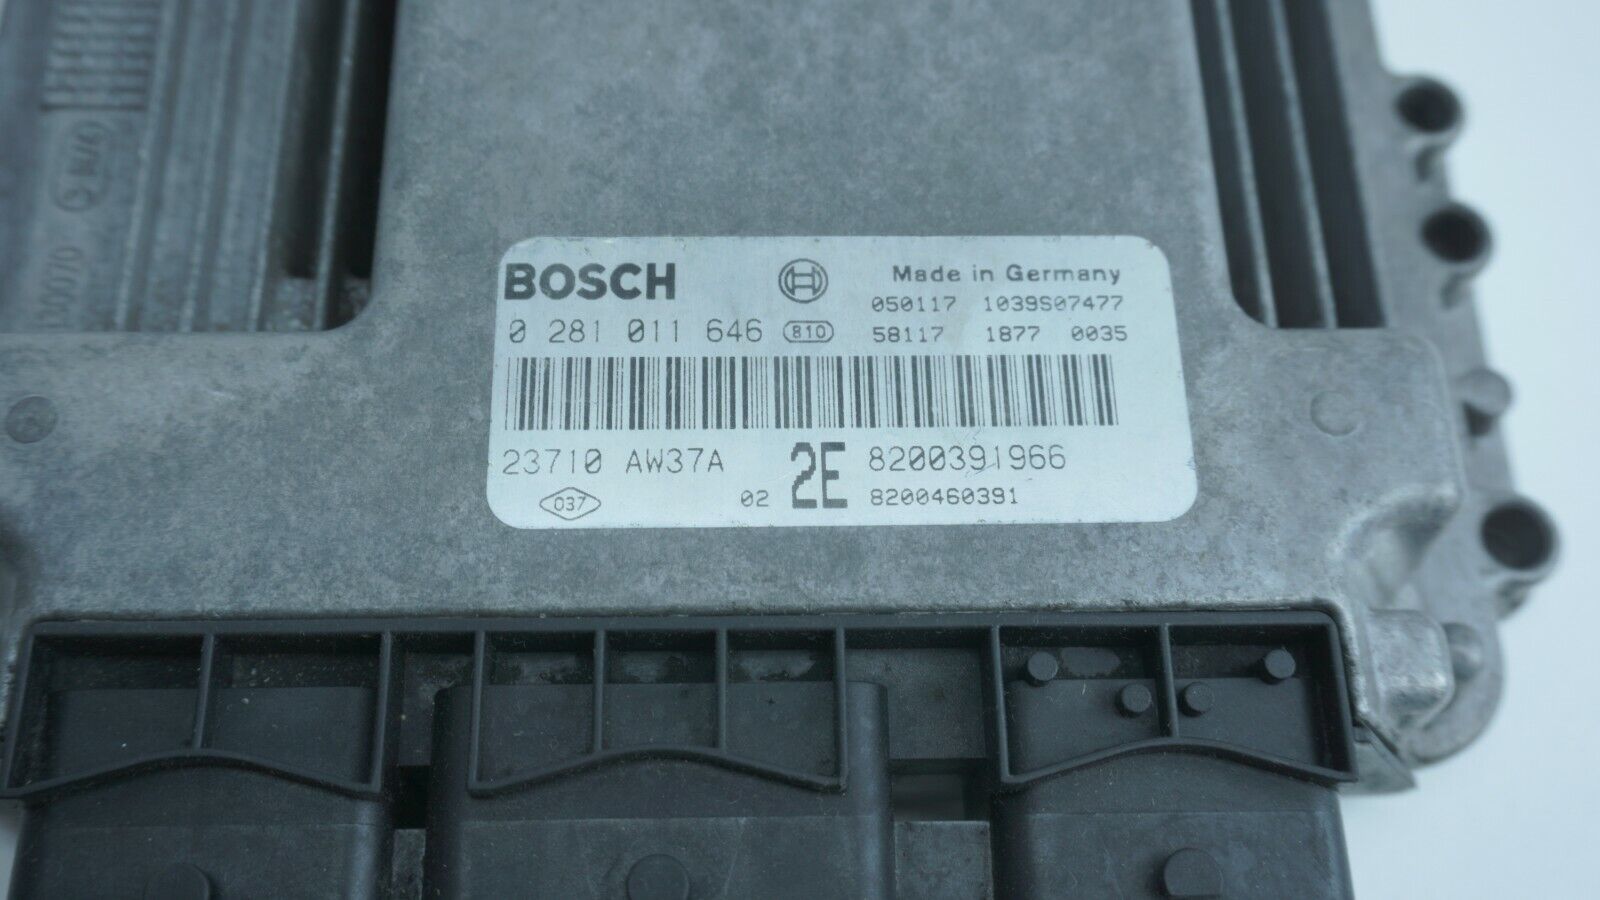 BOSCH
Made in Germany
050117 1039S07477
0 281 011 646 810 58117 1877 0035
23710 AW37A 2E 8200391966
037 02 8200460391